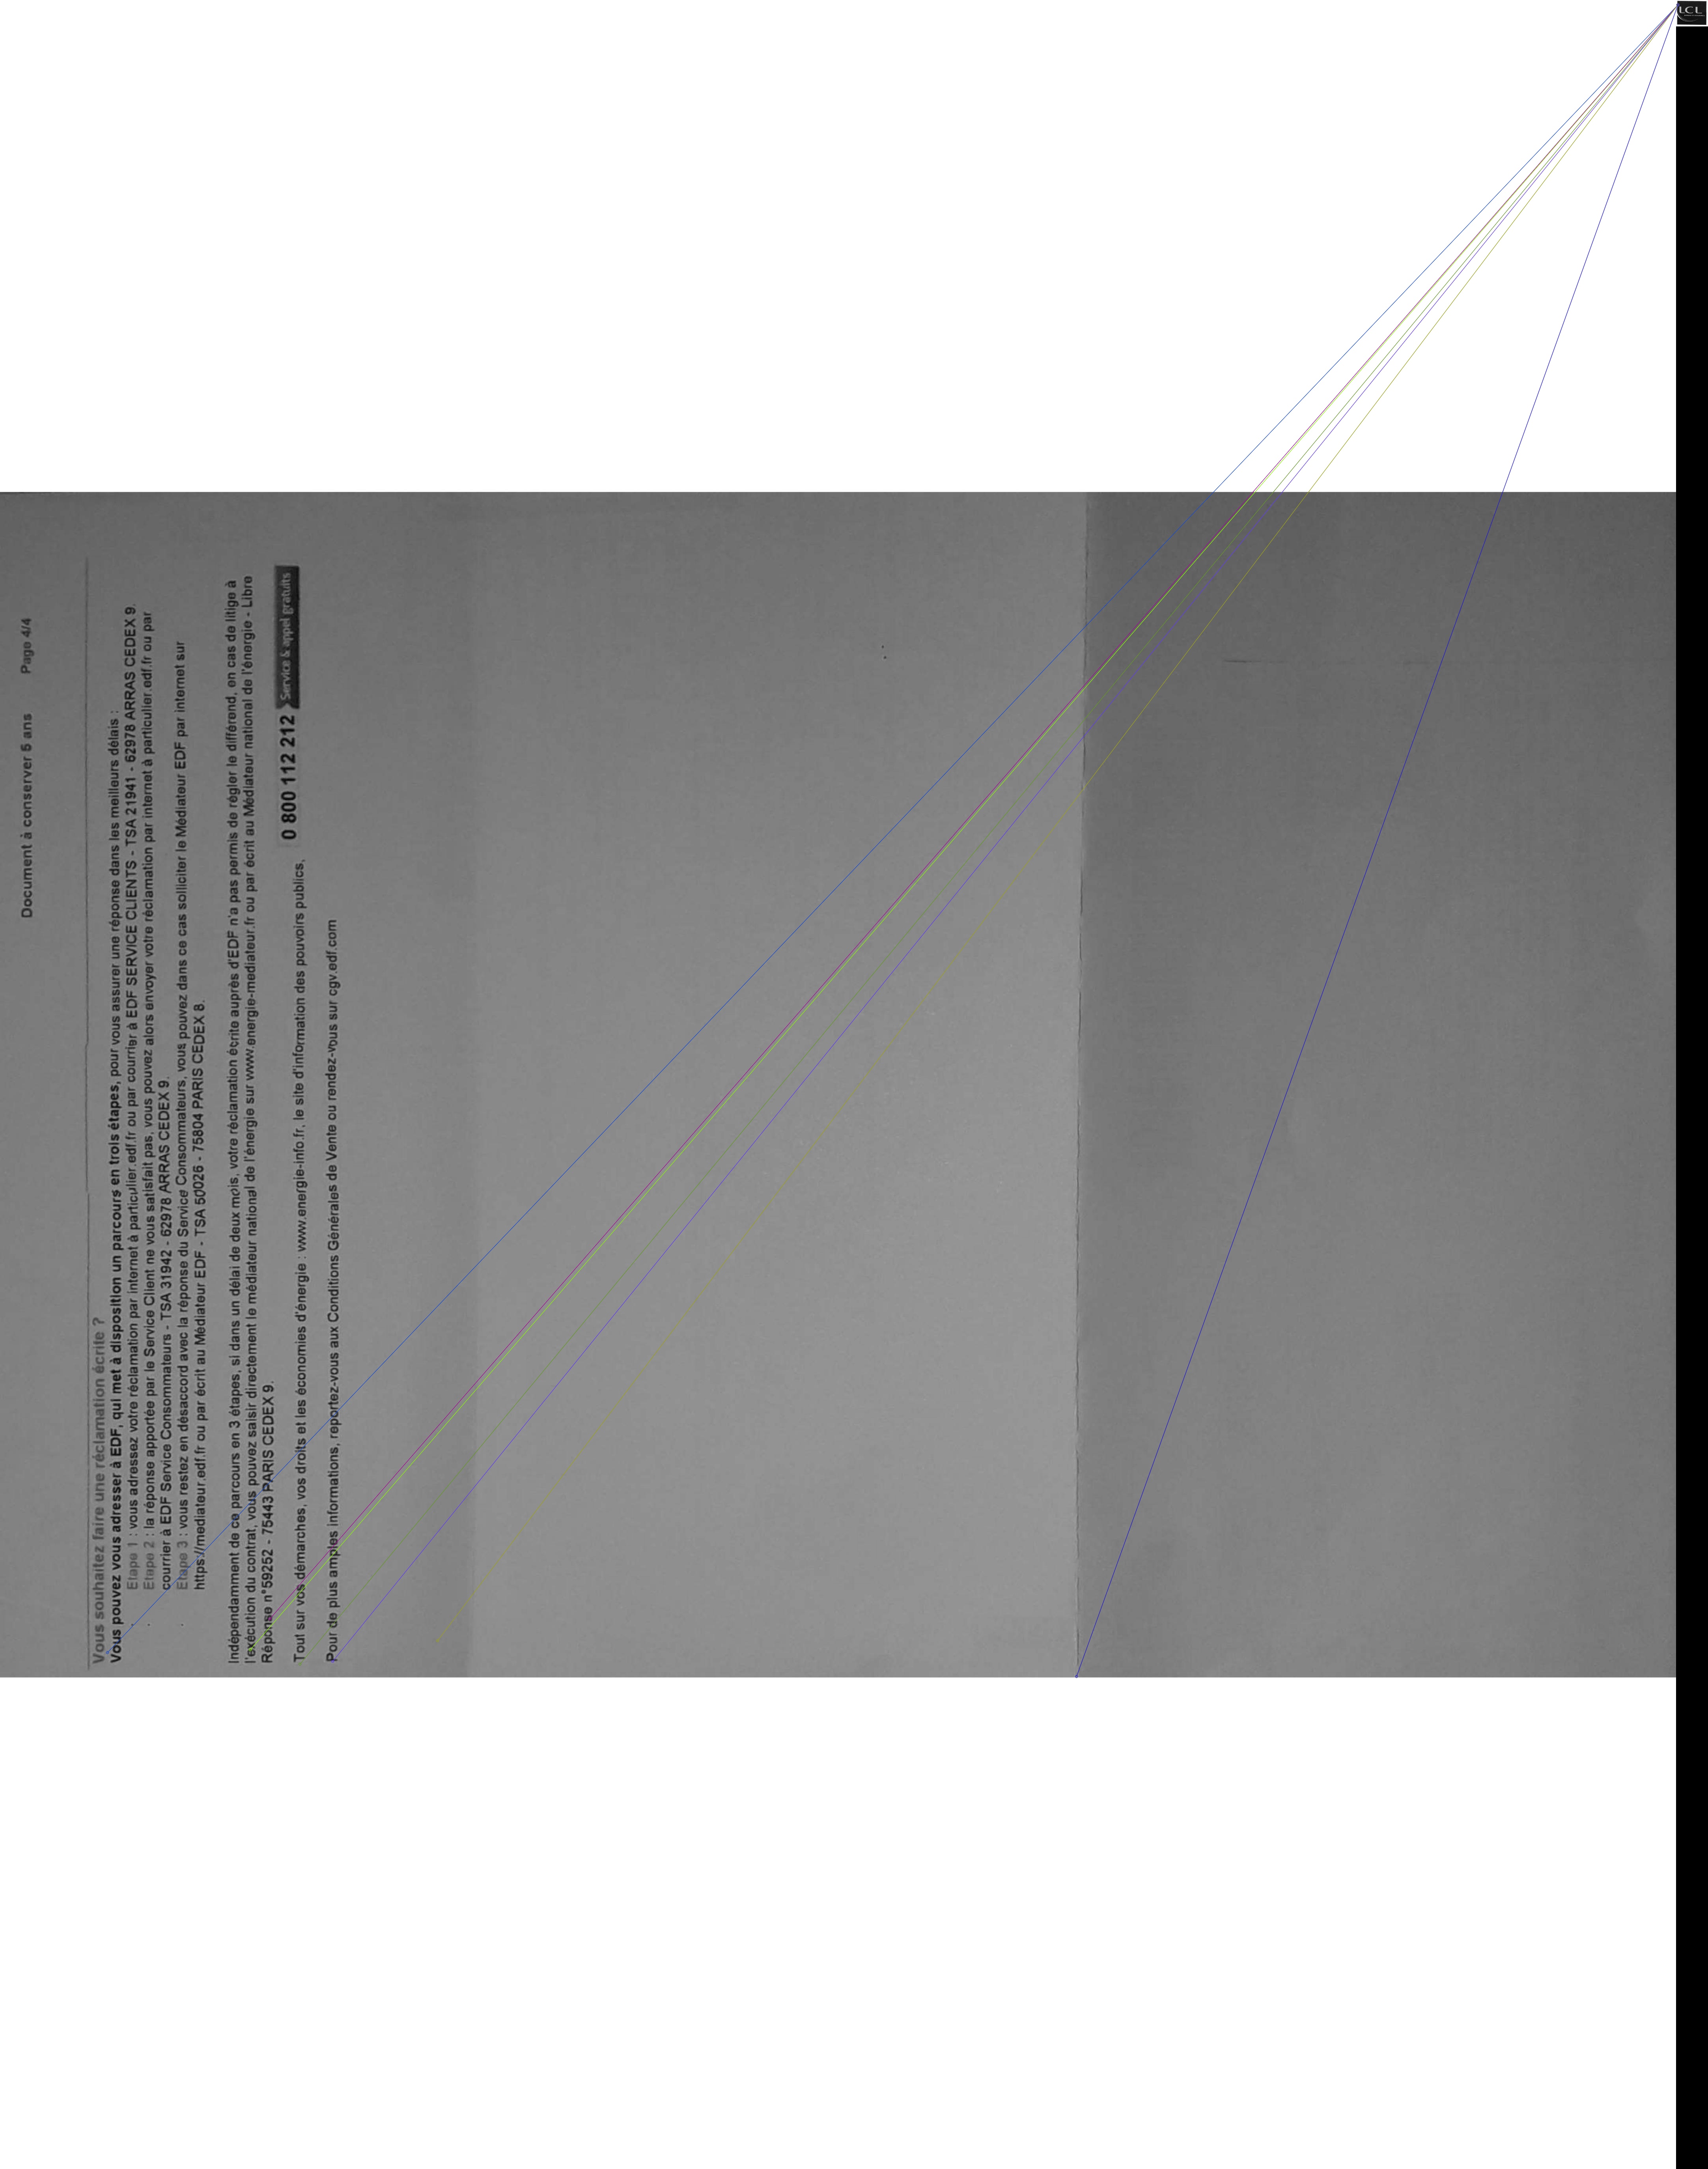 LCL
Document à conserver 5 ans Page 4/4
Vous souhaitez faire une réclamation écrite ?
Vous pouvez vous adresser à EDF, qui met à disposition un parcours en trois étapes, pour vous assurer une réponse dans les meilleurs délais :
Etape 1 : vous adressez votre réclamation par internet à particulier.edf.fr ou par courrier à EDF SERVICE CLIENTS - TSA 21941 - 62978 ARRAS CEDEX 9.
Etape 2 : la réponse apportée par le Service Client ne vous satisfait pas, vous pouvez alors envoyer votre réclamation par internet à particulier.edf.fr ou par
courrier à EDF Service Consommateurs - TSA 31942 - 62978 ARRAS CEDEX 9.
Etape 3 : vous restez en désaccord avec la réponse du Service Consommateurs, vous pouvez dans ce cas solliciter le Médiateur EDF par internet sur
https://mediateur.edf.fr ou par écrit au Médiateur EDF - TSA 50026 - 75804 PARIS CEDEX 8.
Indépendamment de ce parcours en 3 étapes, si dans un délai de deux mois, votre réclamation écrite auprès d'EDF n'a pas permis de régler le différend, en cas de litige à
l'exécution du contrat, vous pouvez saisir directement le médiateur national de l'énergie sur www.energie-mediateur.fr ou par écrit au Médiateur national de l'énergie - Libre
Réponse n°59252 - 75443 PARIS CEDEX 9.
Tout sur vos démarches, vos droits et les économies d'énergie : www.energie-info.fr, le site d'information des pouvoirs publics, 0 800 112 212 Service & appel gratuits
Pour de plus amples informations, reportez-vous aux Conditions Générales de Vente ou rendez-vous sur cgv.edf.com